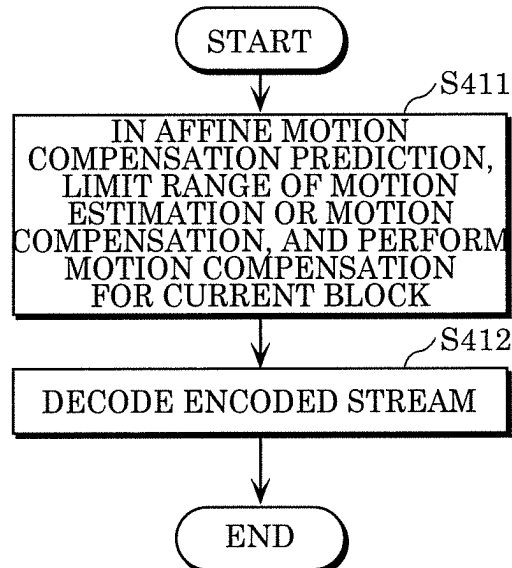 START
S411
IN AFFINE MOTION
COMPENSATION PREDICTION,
LIMIT RANGE OF MOTION
ESTIMATION OR MOTION
COMPENSATION, AND PERFORM
MOTION COMPENSATION
FOR CURRENT BLOCK
S412
DECODE ENCODED STREAM
END